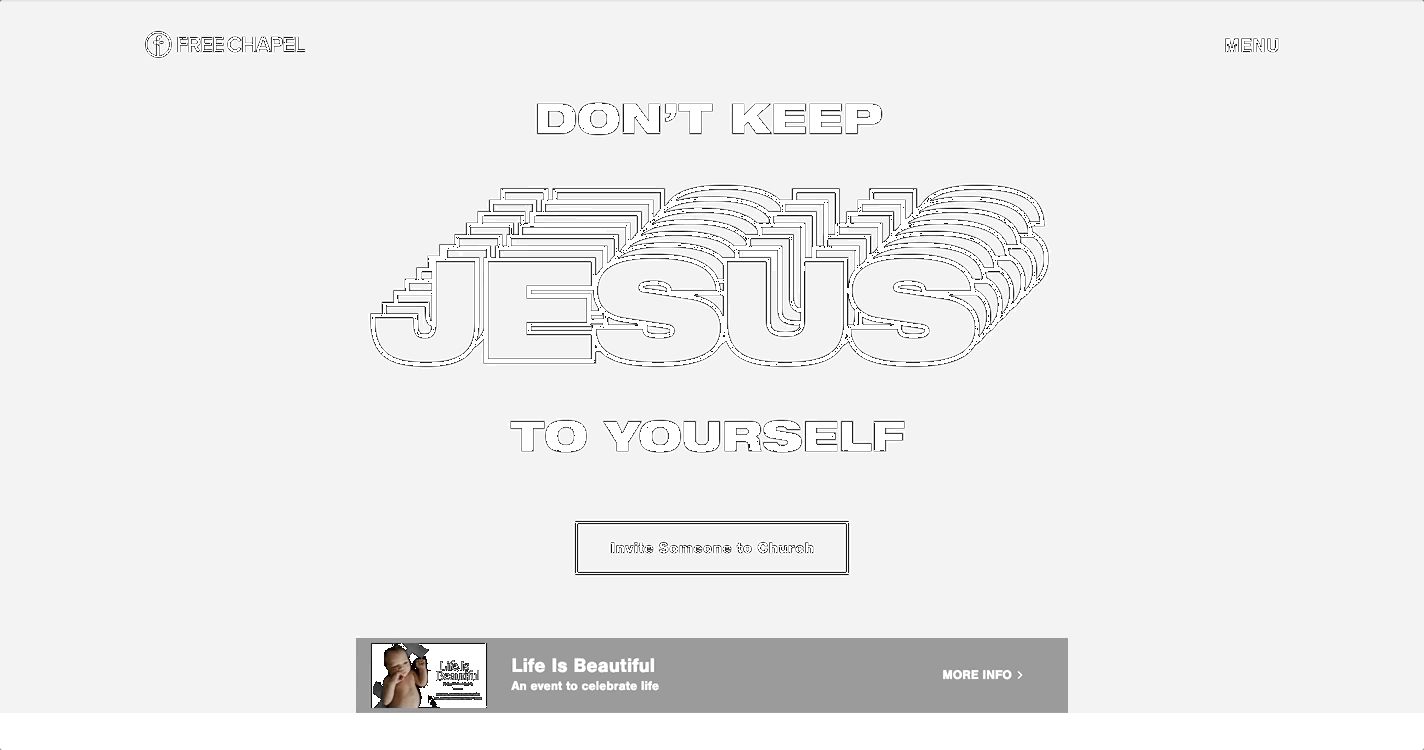 FREE CHAPEL
MENU
DON'T KEEP
JESUS
TO YOURSELF
Invite Someone to Church
Life Is
Beautiful
Life Is Beautiful
An event to celebrate life
MORE INFO >